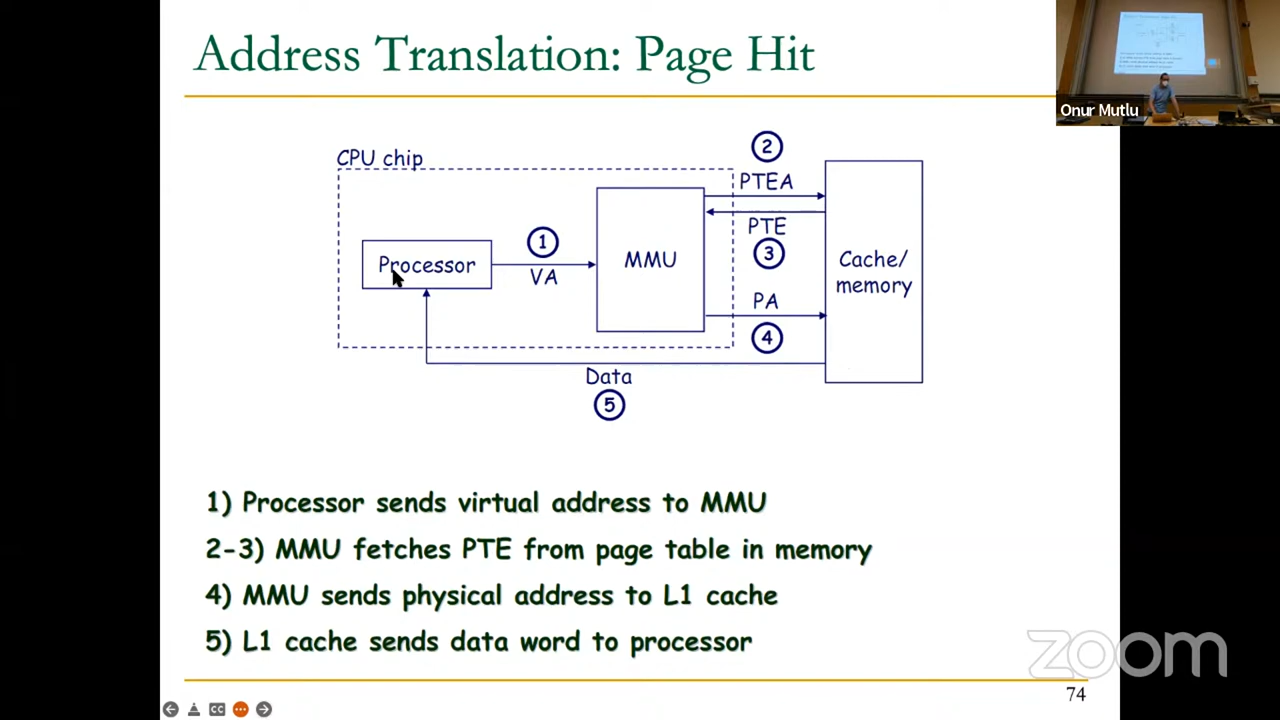 Address Translation: Page Hit
Onur Mutlu
CPU chip
2
PTEA
1
PTE
Processor
MMU
3
Cache/
memory
VA
PA
4
Data
5
1) Processor sends virtual address to MMU
2-3) MMU fetches PTE from page table in memory
4) MMU sends physical address to L1 cache
5) L1 cache sends data word to processor
zoom
CC
74